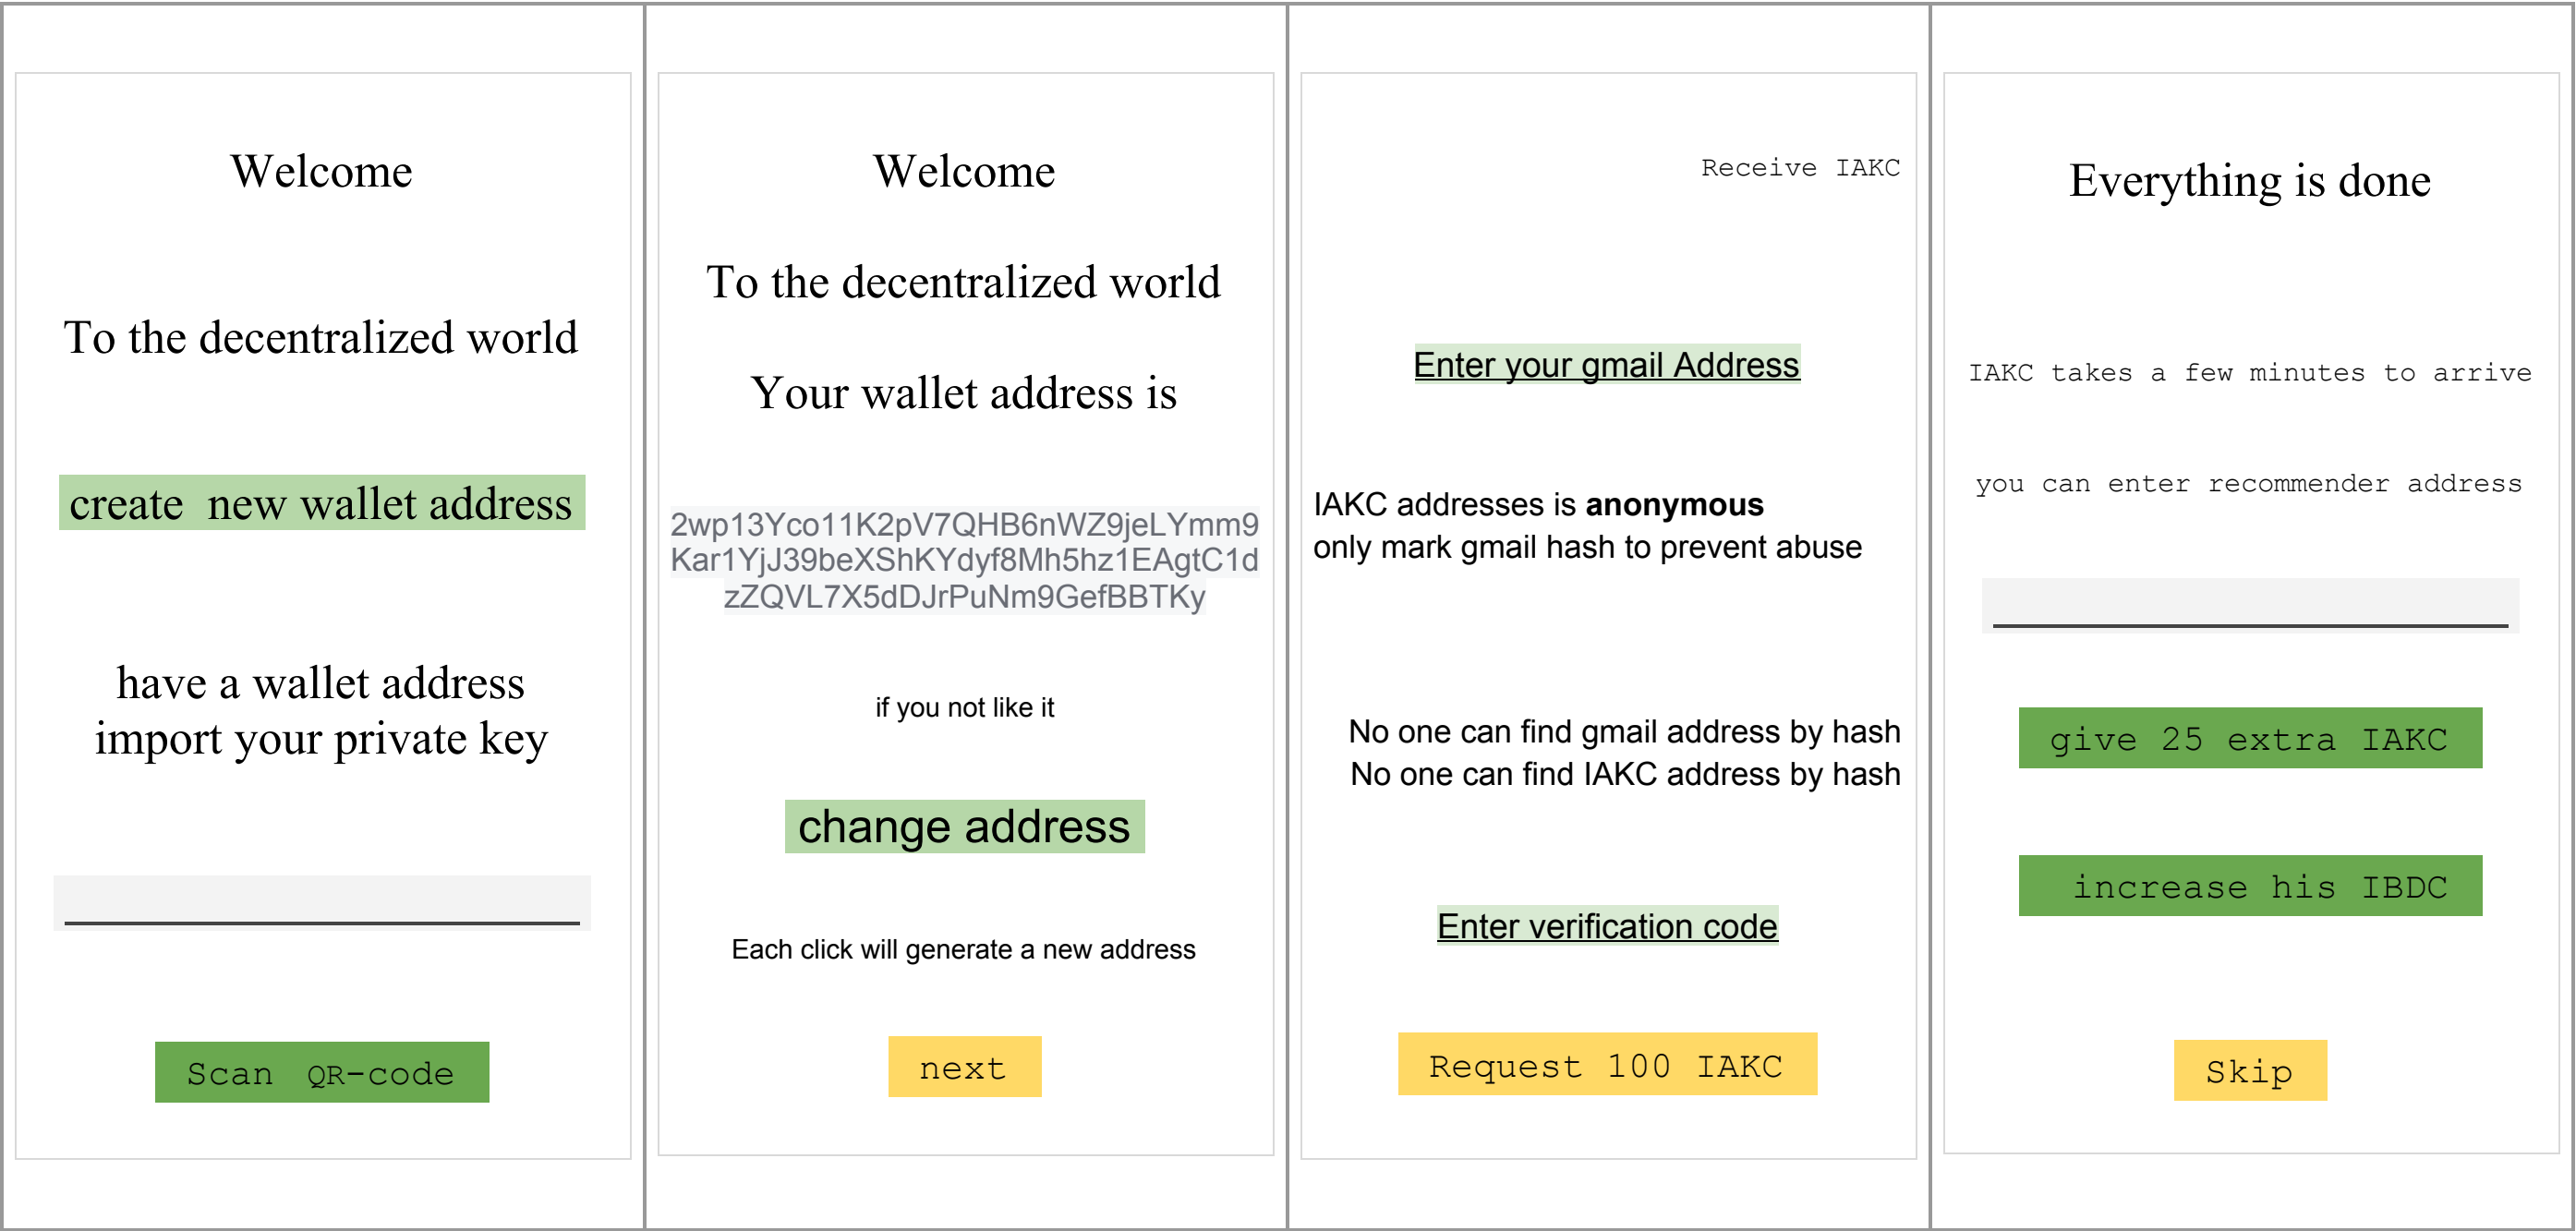 Welcome
To the decentralized world
create  new wallet address
have a wallet address
import your private key
Scan QR-code
Welcome
To the decentralized world
Your wallet address is
2wp13Yco11K2pV7QHB6nWZ9jeLYmm9
Kar1YjJ39beXShKYdyf8Mh5hz1EAgtC1d
zZQVL7X5dDJrPuNm9GefBBTKy
if you not like it
change address
Each click will generate a new address
next
Receive IAKC
Enter your gmail Address
IAKC addresses is anonymous
only mark gmail hash to prevent abuse
No one can find gmail address by hash
No one can find IAKC address by hash
Enter verification code
Request 100 IAKC
Everything is done
IAKC takes a few minutes to arrive
you can enter recommender address
give 25 extra IAKC
increase his IBDC
Skip